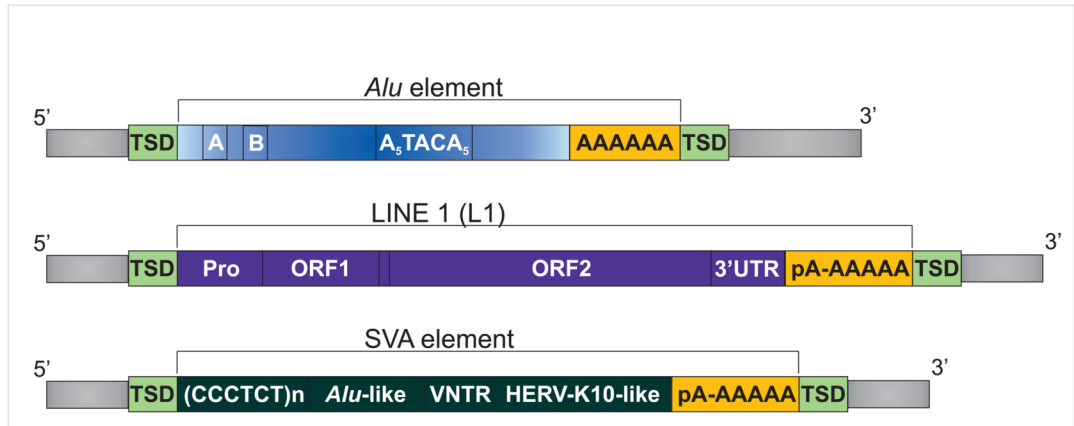 Alu element
5’ 3’
TSD A B A₅TACA₅ AAAAAA TSD
LINE 1 (L1)
5’ 3’
TSD Pro ORF1 ORF2 3’UTR pA-AAAAA TSD
SVA element
5’ 3’
TSD (CCCTCT)n Alu-like VNTR HERV-K10-like pA-AAAAA TSD